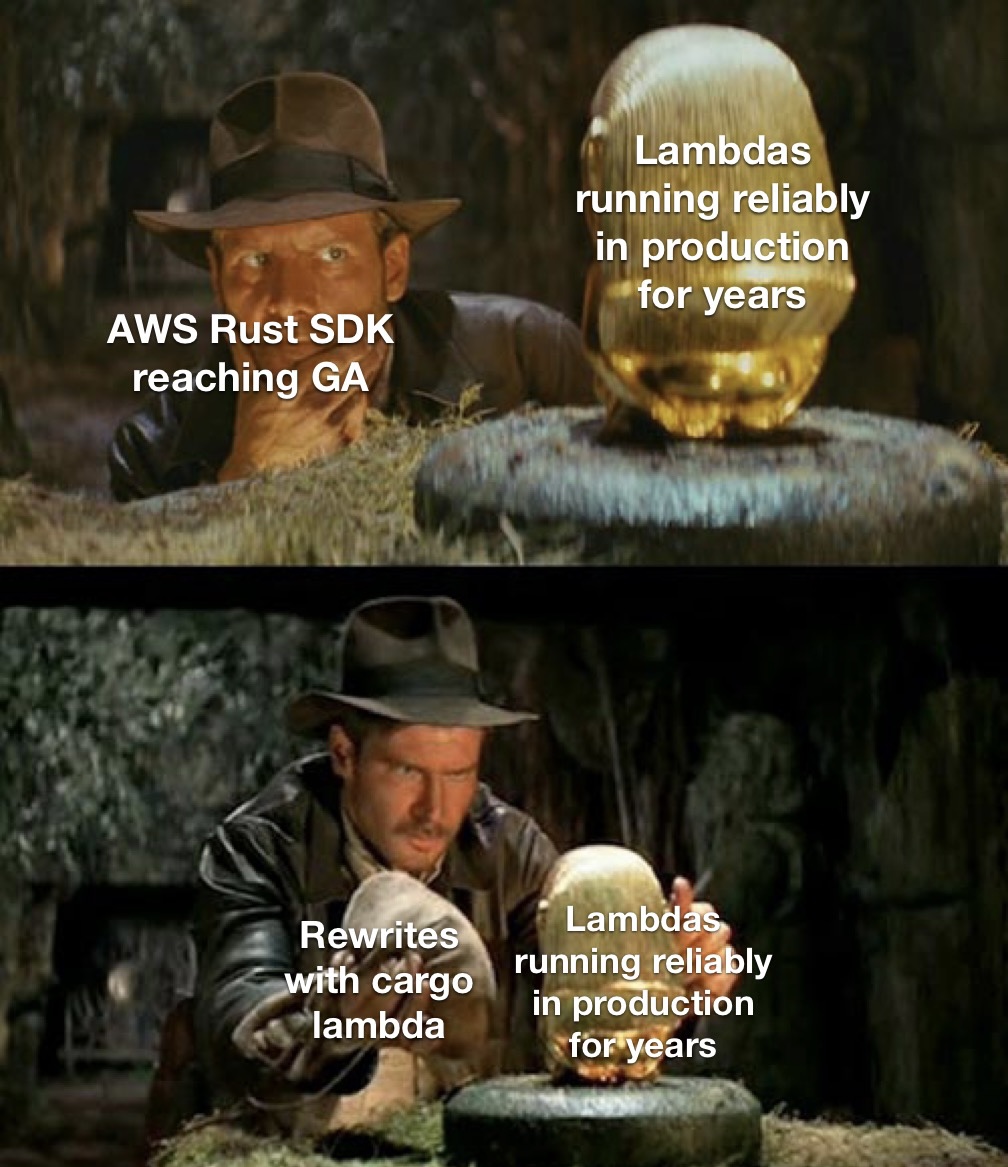 Lambdas
running reliably
in production
for years
AWS Rust SDK
reaching GA
Rewrites
with cargo
lambda
Lambdas
running reliably
in production
for years